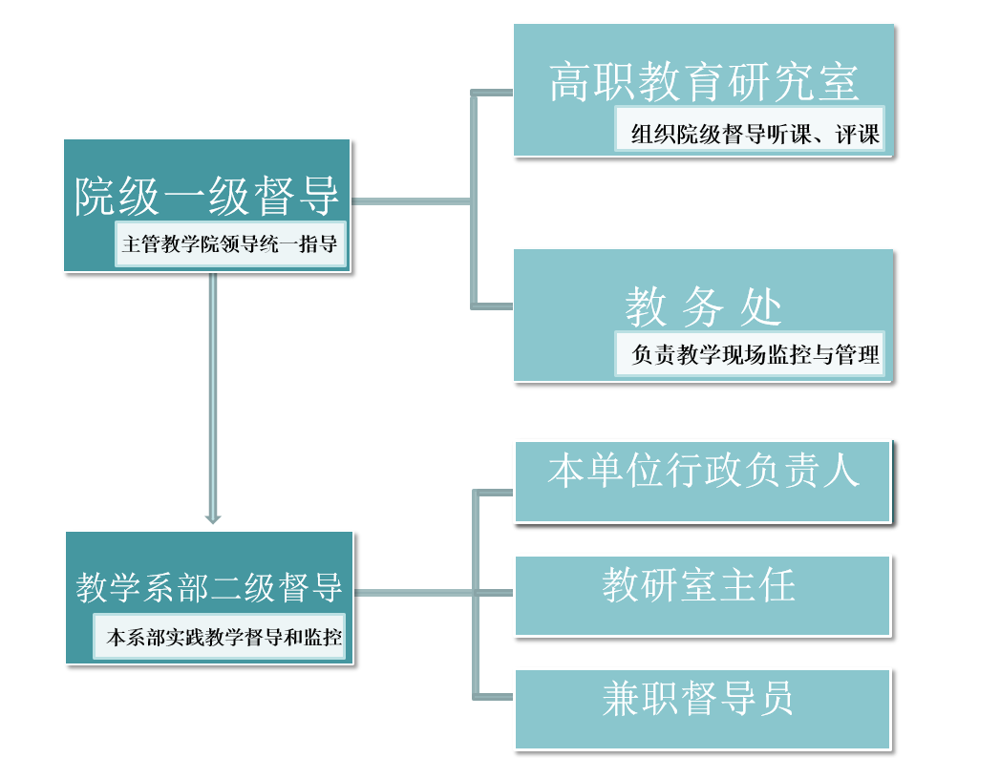 院级一级督导
主管教学院领导统一指导
高职教育研究室
组织院级督导听课、评课
教务处
负责教学现场监控与管理
教学系部二级督导
本系部实践教学督导和监控
本单位行政负责人
教研室主任
兼职督导员